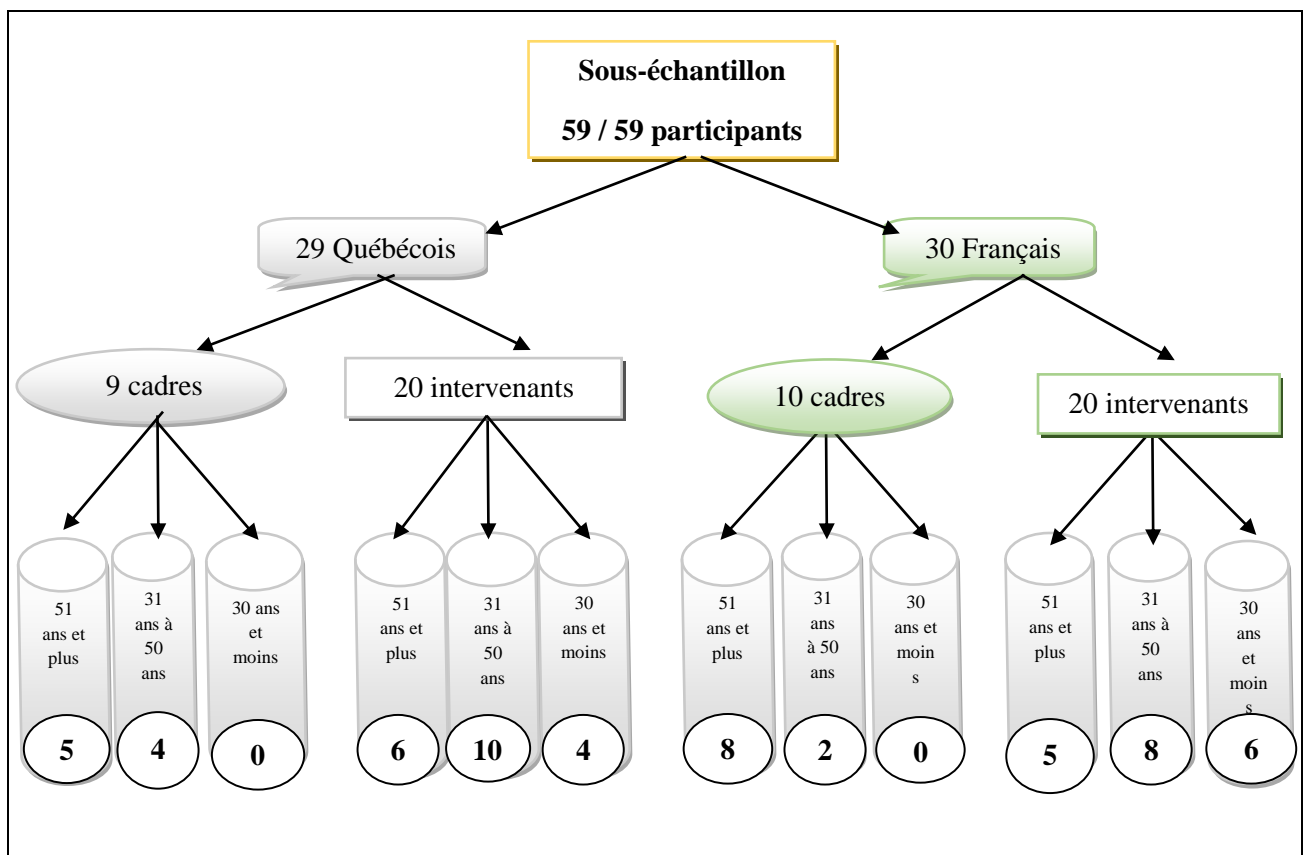 Sous-échantillon
59 / 59 participants
29 Québécois
30 Français
9 cadres
20 intervenants
10 cadres
20 intervenants
51
ans et
plus
31
ans à
50
ans
30 ans
et
moins
51
ans et
plus
31
ans à
50
ans
30
ans et
moins
51
ans et
plus
31
ans
à 50
ans
30
ans et
moin
s
51
ans et
plus
31
ans à
50
ans
30
ans
et
moin
s
5
4
0
6
10
4
8
2
0
5
8
6